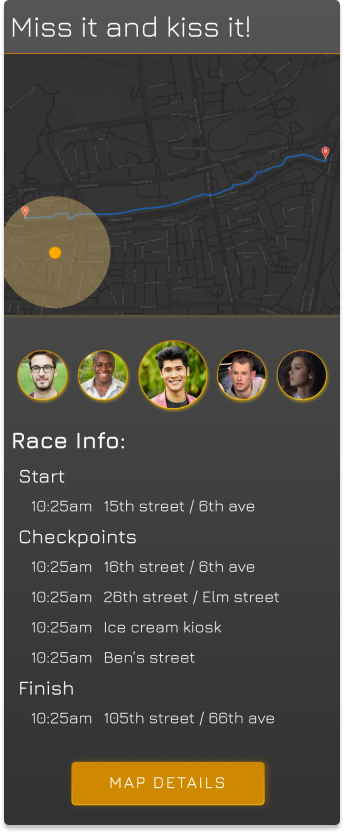 Miss it and kiss it!
A
B
Race Info:
Start
10:25am 15th street / 6th ave
Checkpoints
10:25am 16th street / 6th ave
10:25am 26th street / Elm street
10:25am Ice cream kiosk
10:25am Ben's street
Finish
10:25am 105th street / 66th ave
MAP DETAILS